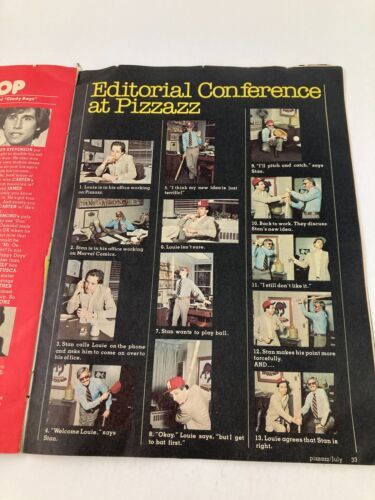 OP
"Cindy Rays"
Editorial Conference
at Pizzazz
1. Louie is in his office working
on Pizzazz.
2. Stan is in his office working
on Marvel Comics.
3. Stan calls Louie on the phone
and asks him to come on over to
his office.
4. "Welcome Louie," says
Stan.
5. "I think my new idea is just
terrific!"
6. Louie isn't sure.
7. Stan wants to play ball.
8. "Okay," Louie says, "but I get
to bat first."
9. "I'll pitch and catch," says
Stan.
10. Back to work. They discuss
Stan's new idea.
11. "I still don't like it."
12. Stan makes his point more
forcefully.
AND...
13. Louie agrees that Stan is
right.
pizzazz/July 33